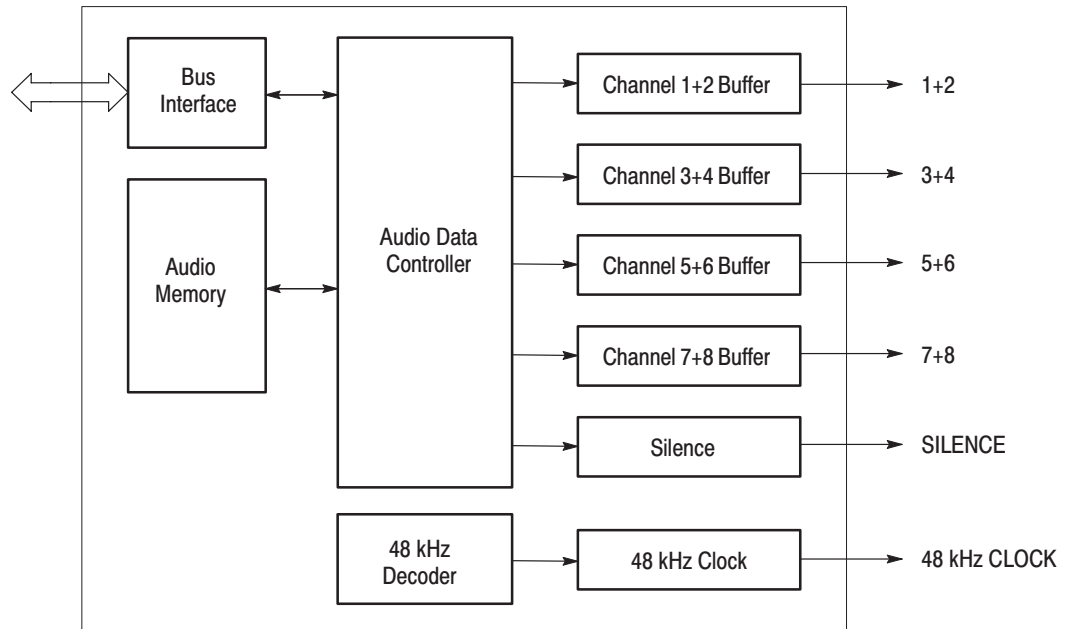 Bus
Interface
Audio
Memory
Audio Data
Controller
Channel 1+2 Buffer
1+2
Channel 3+4 Buffer
3+4
Channel 5+6 Buffer
5+6
Channel 7+8 Buffer
7+8
Silence
SILENCE
48 kHz
Decoder
48 kHz Clock
48 kHz CLOCK